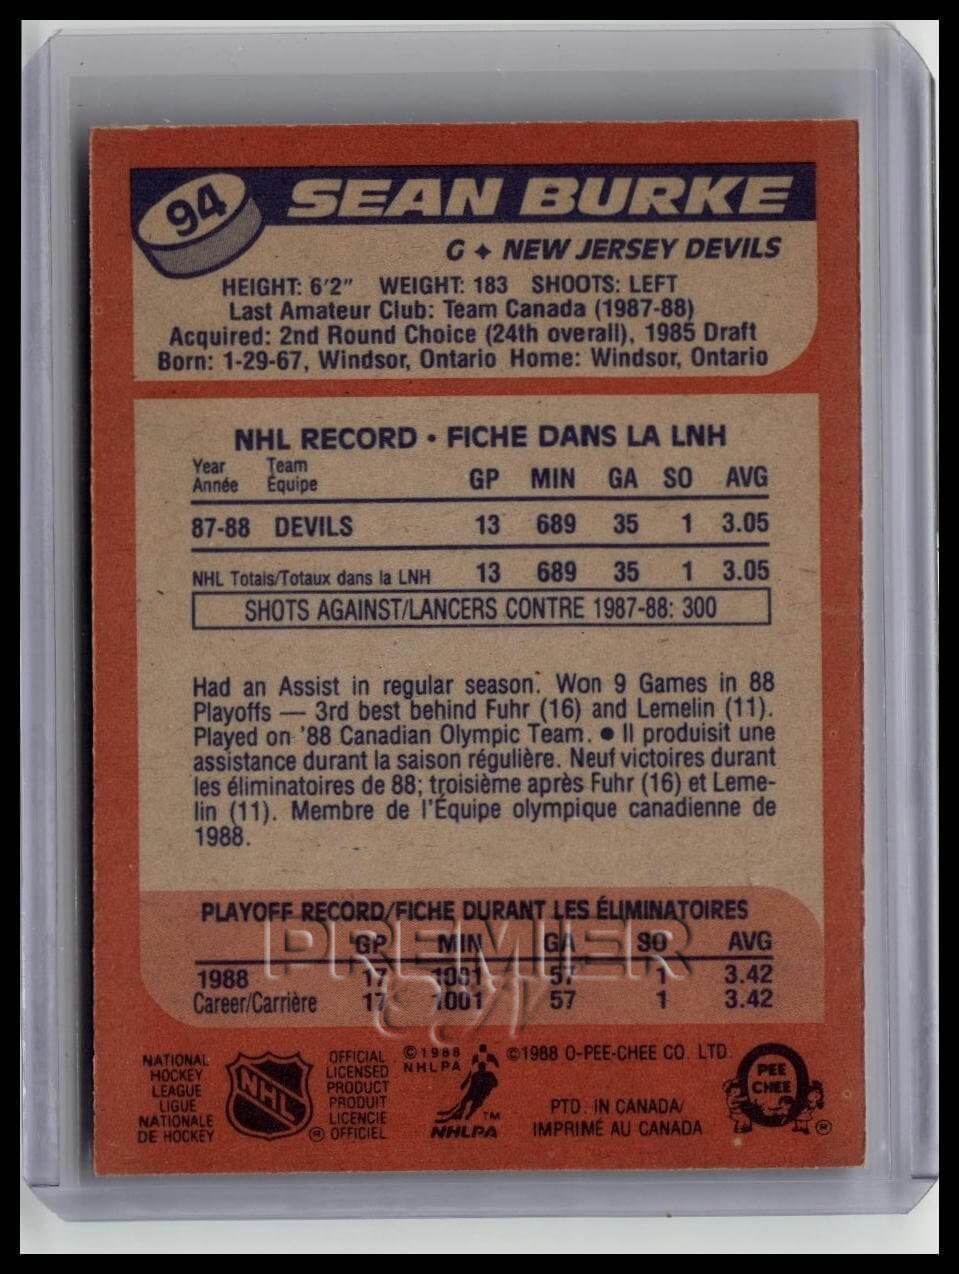 94
SEAN BURKE
G ✦ NEW JERSEY DEVILS
HEIGHT: 6'2" WEIGHT: 183 SHOOTS: LEFT
Last Amateur Club: Team Canada (1987-88)
Acquired: 2nd Round Choice (24th overall), 1985 Draft
Born: 1-29-67, Windsor, Ontario Home: Windsor, Ontario
NHL RECORD • FICHE DANS LA LNH
Year Team
Année Équipe GP MIN GA SO AVG
87-88 DEVILS 13 689 35 1 3.05
NHL Totals/Totaux dans la LNH 13 689 35 1 3.05
SHOTS AGAINST/LANCERS CONTRE 1987-88: 300
Had an Assist in regular season. Won 9 Games in 88
Playoffs — 3rd best behind Fuhr (16) and Lemelin (11).
Played on '88 Canadian Olympic Team. ● Il produisit une
assistance durant la saison régulière. Neuf victoires durant
les éliminatoires de 88; troisième après Fuhr (16) et Leme-
lin (11). Membre de l'Équipe olympique canadienne de
1988.
PLAYOFF RECORD/FICHE DURANT LES ÉLIMINATOIRES
GP MIN GA SO AVG
1988 17 1001 57 1 3.42
Career/Carrière 17 1001 57 1 3.42
PREMIER
NATIONAL
HOCKEY
LEAGUE
LIGUE
NATIONALE
DE HOCKEY
NHL
®
OFFICIAL
LICENSED
PRODUCT
PRODUIT
LICENCIE
OFFICIEL
©1988
NHLPA
TM
NHLPA
©1988 O-PEE-CHEE CO. LTD.
PTD. IN CANADA/
IMPRIMÉ AU CANADA
PEE
CHEE
®